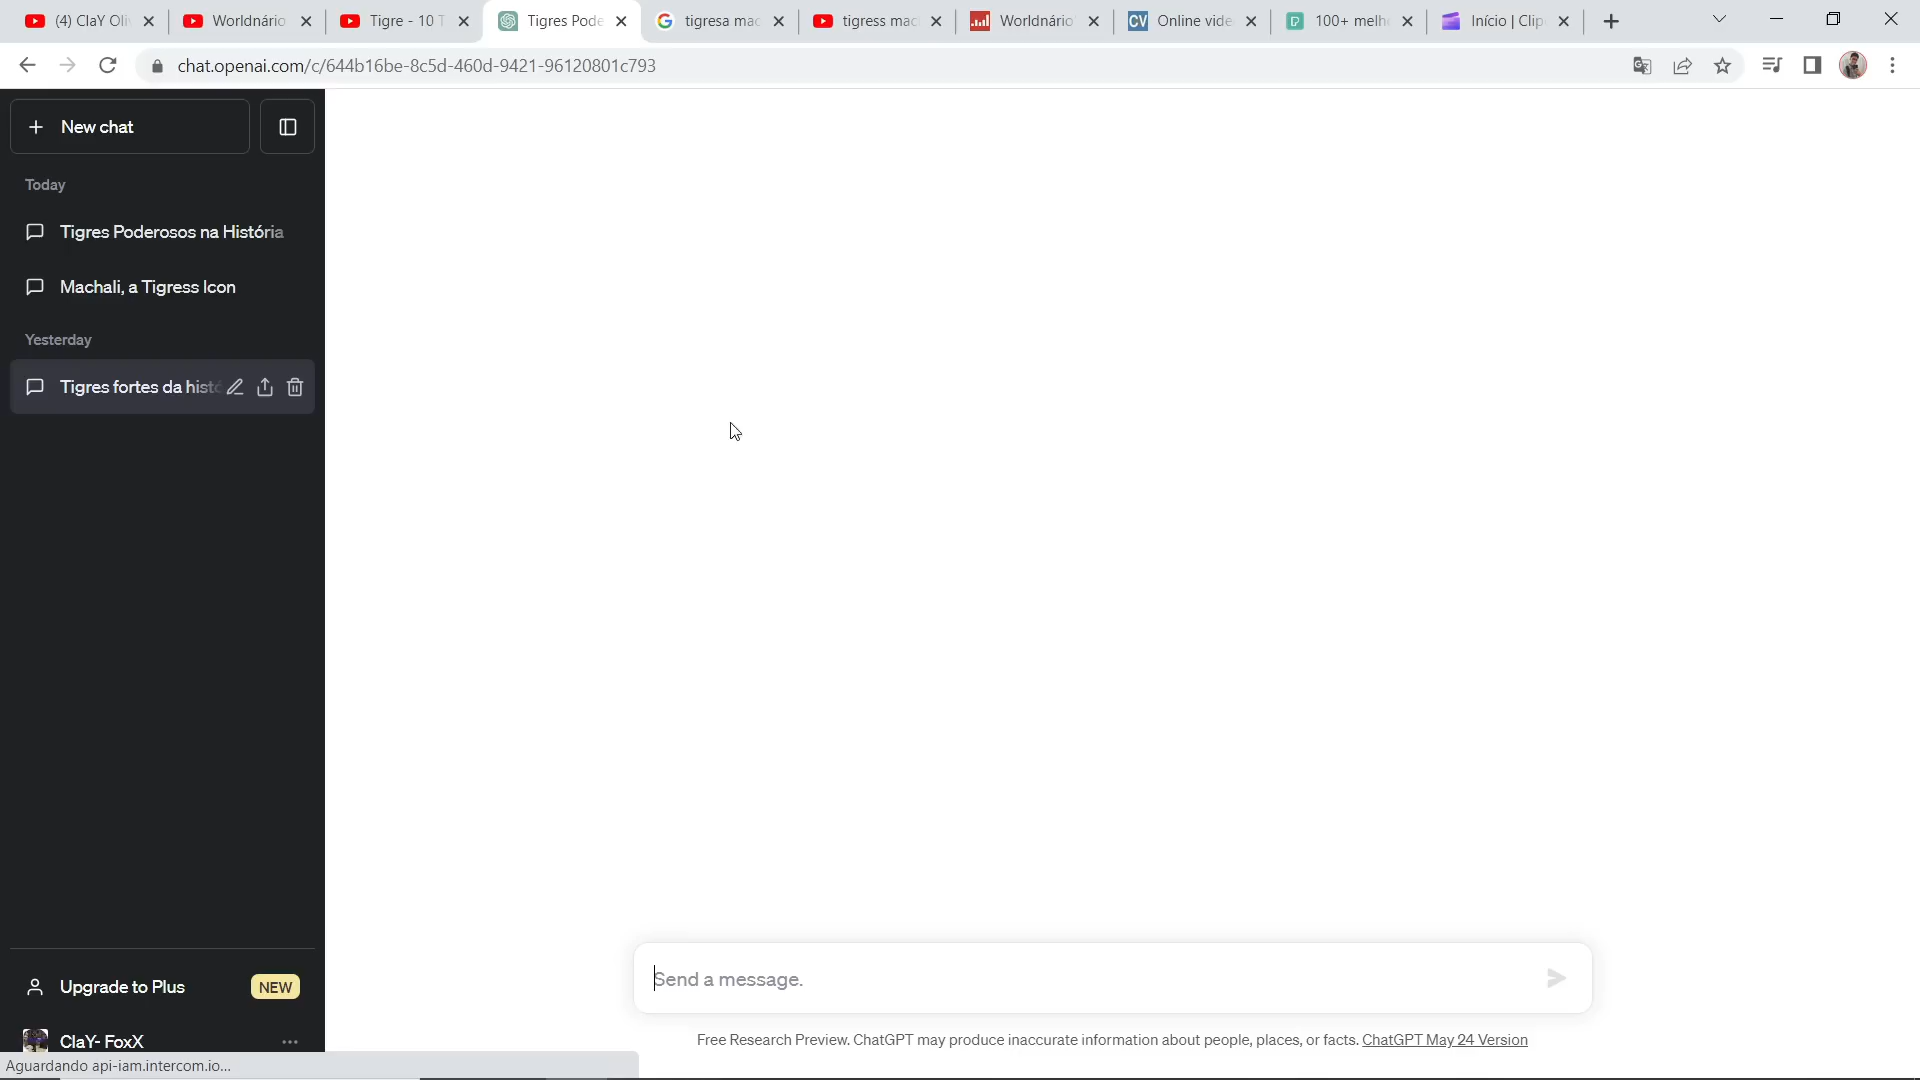 (4) ClaY Oli
Worldnário
Tigre - 10 T
Tigres Pode
tigresa mac
tigress mac
Worldnário
CV Online vide
100+ melh
Início | Clip
chat.openai.com/c/644b16be-8c5d-460d-9421-96120801c793
New chat
Today
Tigres Poderosos na História
Machali, a Tigress Icon
Yesterday
Tigres fortes da histó
Upgrade to Plus NEW
ClaY- FoxX
Send a message.
Free Research Preview. ChatGPT may produce inaccurate information about people, places, or facts. ChatGPT May 24 Version
Aguardando api-iam.intercom.io...